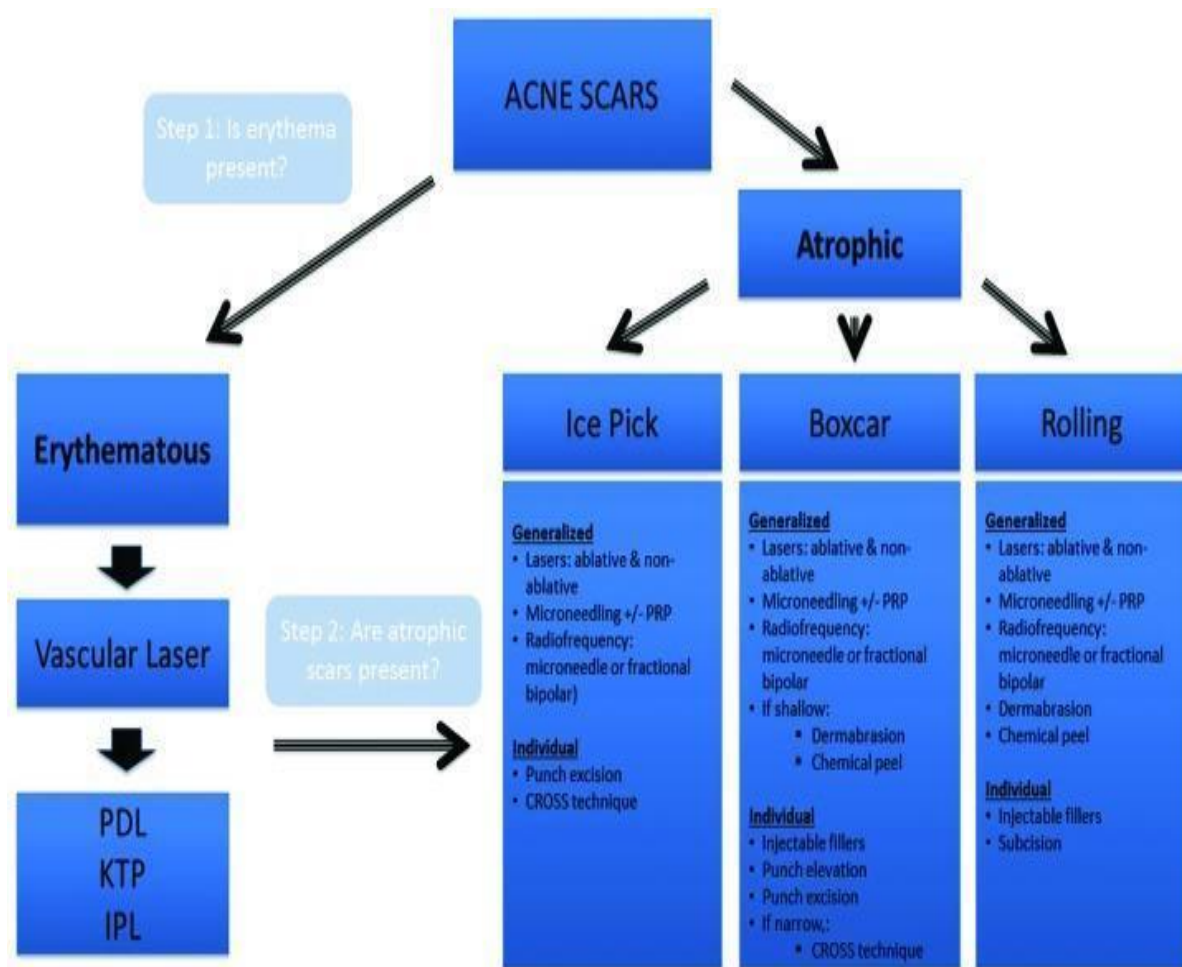 ACNE SCARS
Step 1: Is erythema
present?
Atrophic
Erythematous
Vascular Laser
PDL
KTP
IPL
Step 2: Are atrophic
scars present?
Ice Pick
Generalized
• Lasers: ablative & non-
ablative
• Microneedling +/- PRP
• Radiofrequency:
microneedle or fractional
bipolar)
Individual
• Punch excision
• CROSS technique
Boxcar
Generalized
• Lasers: ablative & non-
ablative
• Microneedling +/- PRP
• Radiofrequency:
microneedle or fractional
bipolar
• If shallow:
▪ Dermabrasion
▪ Chemical peel
Individual
• Injectable fillers
• Punch elevation
• Punch excision
• If narrow,:
▪ CROSS technique
Rolling
Generalized
• Lasers: ablative & non-
ablative
• Microneedling +/- PRP
• Radiofrequency:
microneedle or fractional
bipolar
• Dermabrasion
• Chemical peel
Individual
• Injectable fillers
• Subcision